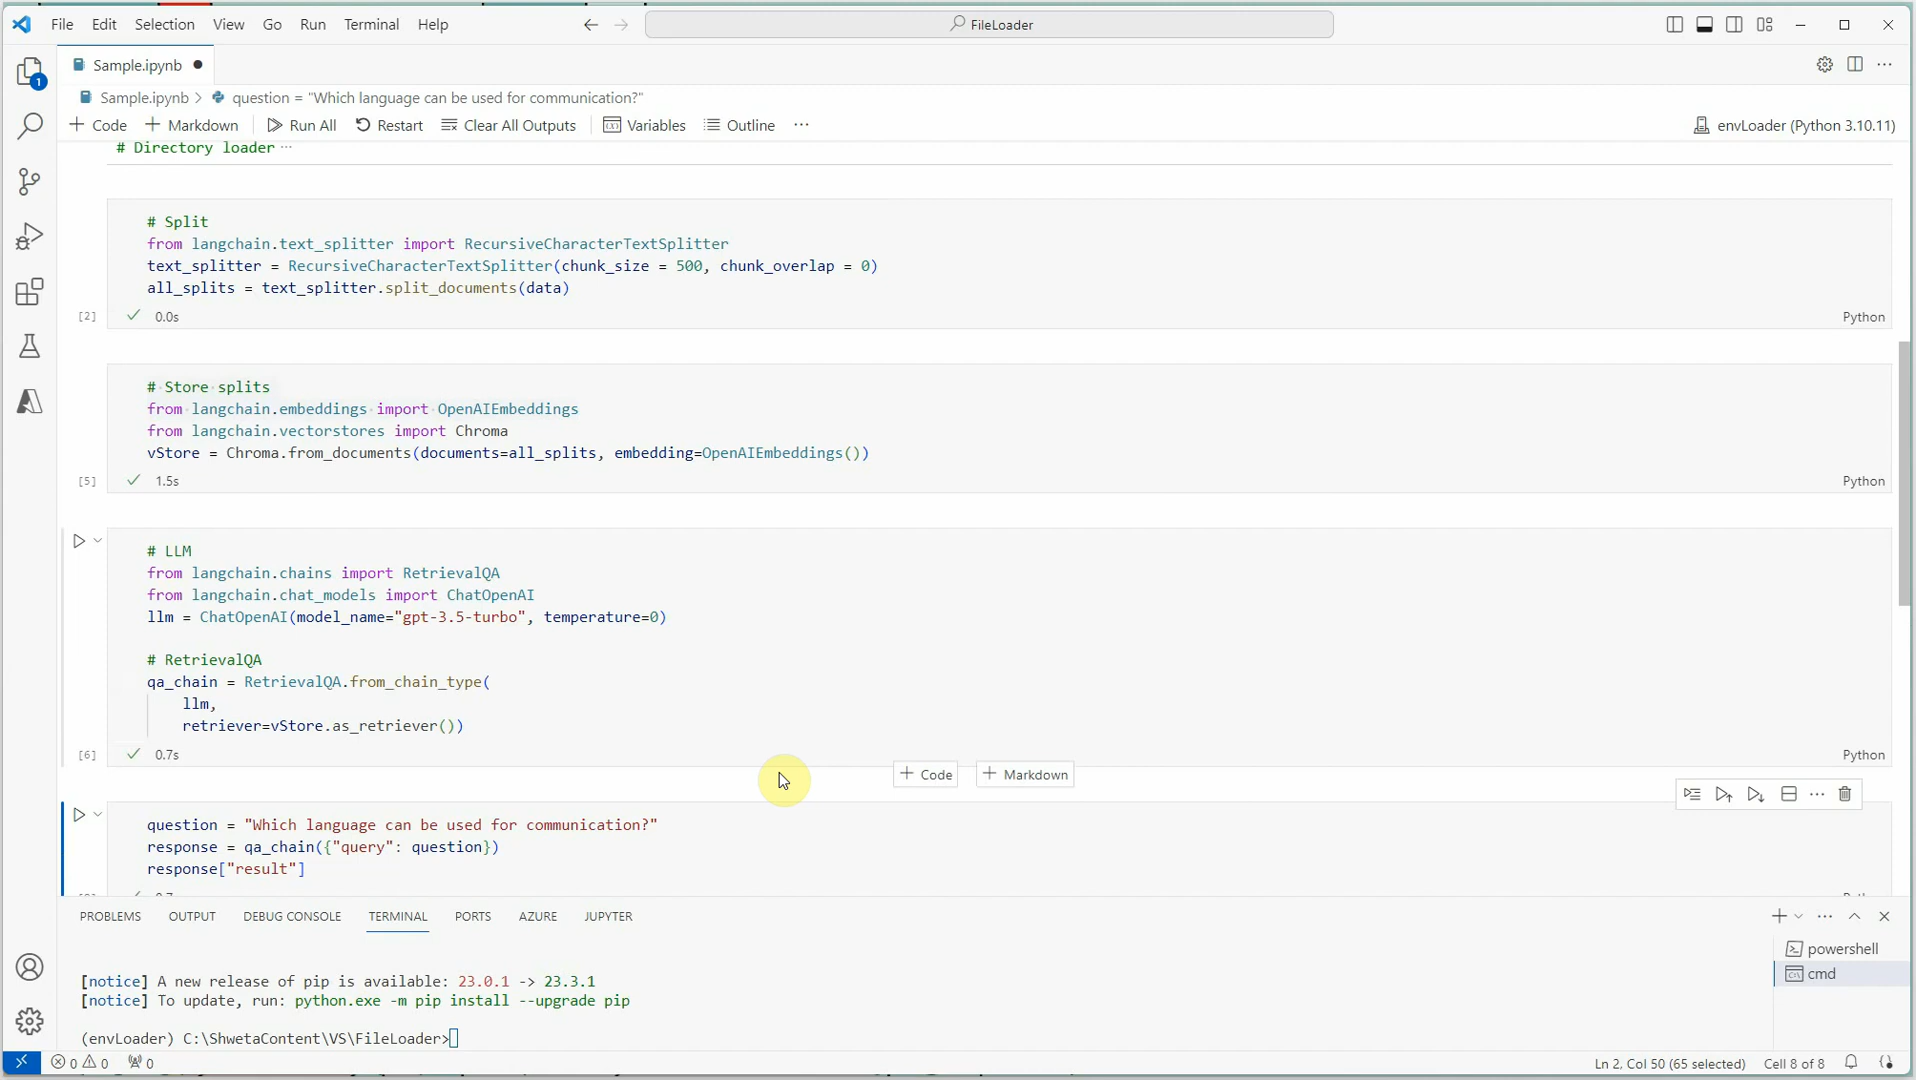 File Edit Selection View Go Run Terminal Help FileLoader
Sample.ipynb
Sample.ipynb > question = "Which language can be used for communication?"
+ Code + Markdown Run All Restart Clear All Outputs Variables Outline ... envLoader (Python 3.10.11)
# Directory loader ...
# Split
from langchain.text_splitter import RecursiveCharacterTextSplitter
text_splitter = RecursiveCharacterTextSplitter(chunk_size = 500, chunk_overlap = 0)
all_splits = text_splitter.split_documents(data)
[2] 0.0s Python
# Store splits
from langchain.embeddings import OpenAIEmbeddings
from langchain.vectorstores import Chroma
vStore = Chroma.from_documents(documents=all_splits, embedding=OpenAIEmbeddings())
[5] 1.5s Python
# LLM
from langchain.chains import RetrievalQA
from langchain.chat_models import ChatOpenAI
llm = ChatOpenAI(model_name="gpt-3.5-turbo", temperature=0)
# RetrievalQA
qa_chain = RetrievalQA.from_chain_type(
llm,
retriever=vStore.as_retriever())
[6] 0.7s Python
+ Code + Markdown
question = "Which language can be used for communication?"
response = qa_chain({"query": question})
response["result"]
PROBLEMS OUTPUT DEBUG CONSOLE TERMINAL PORTS AZURE JUPYTER
powershell
cmd
[notice] A new release of pip is available: 23.0.1 -> 23.3.1
[notice] To update, run: python.exe -m pip install --upgrade pip
(envLoader) C:\ShwetaContent\VS\FileLoader>
0 0 0 Ln 2, Col 50 (65 selected) Cell 8 of 8
1